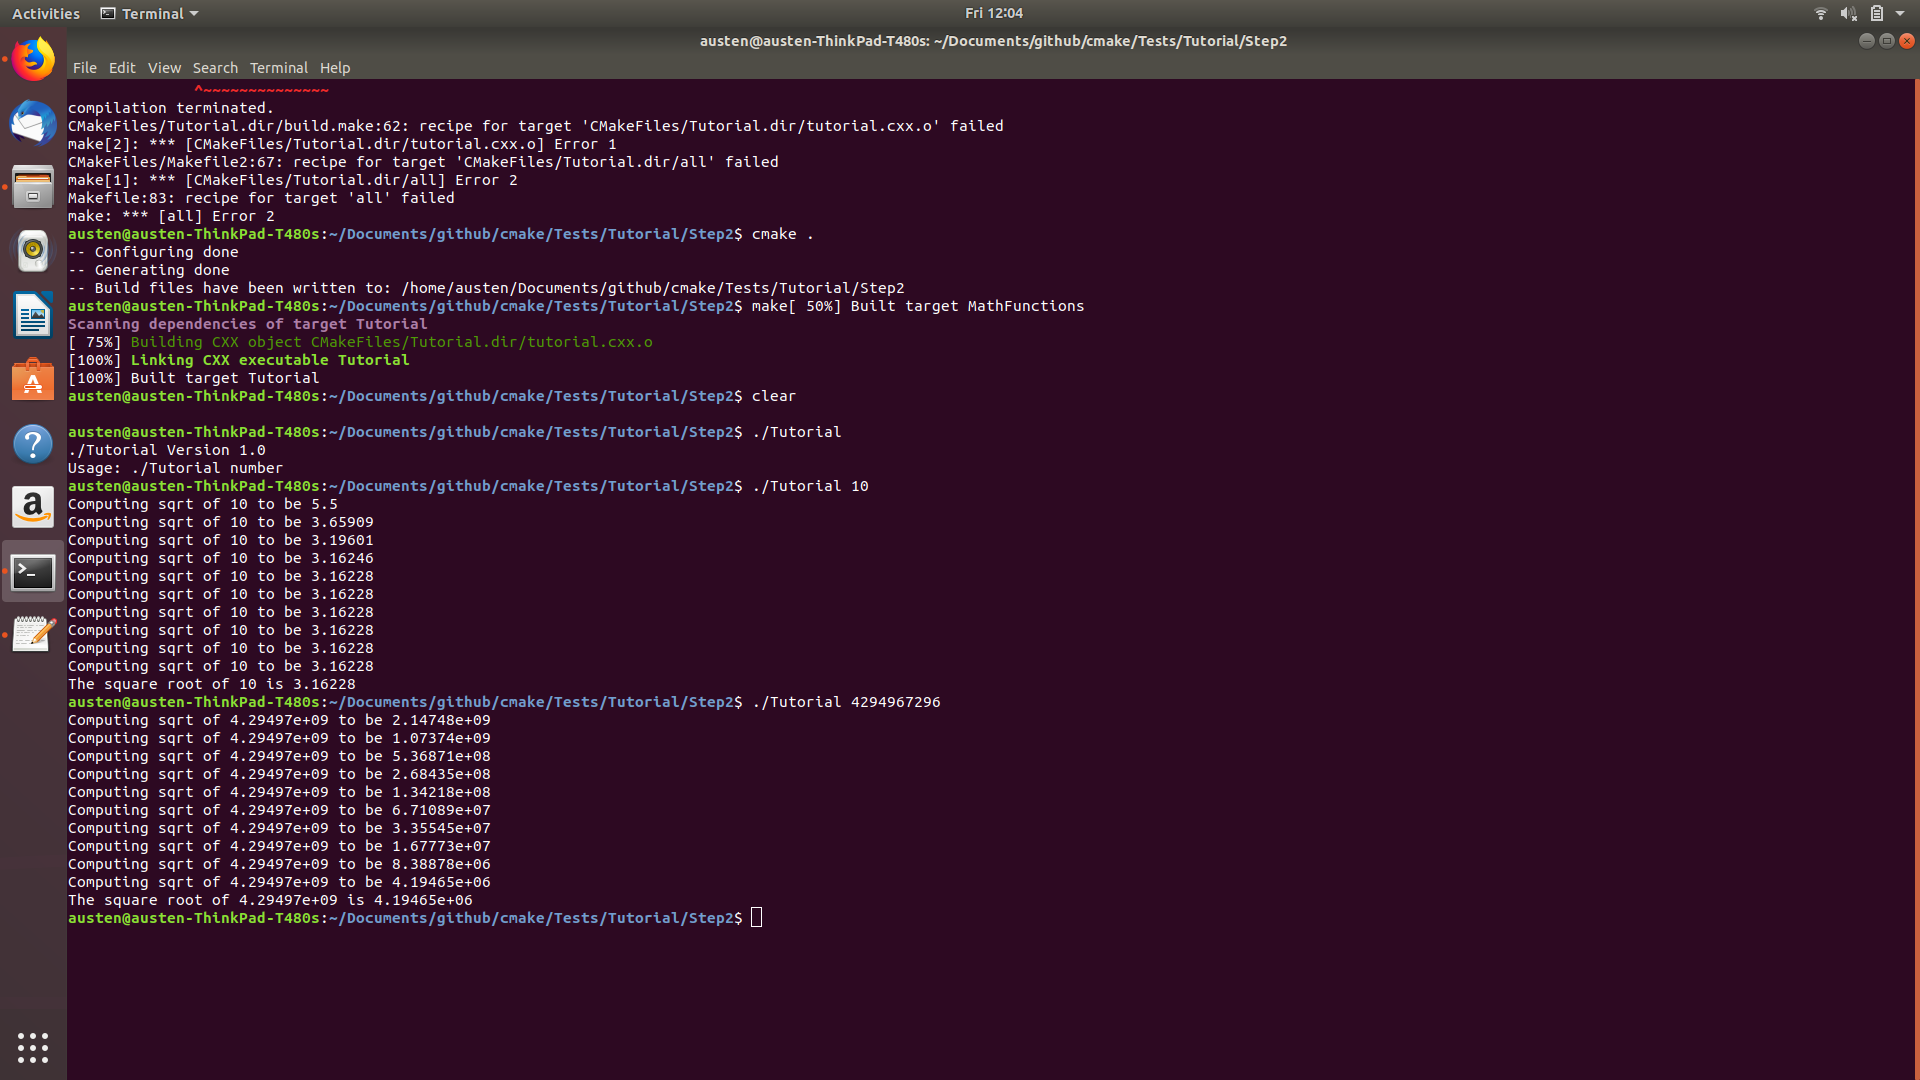 Activities Terminal Fri 12:04
austen@austen-ThinkPad-T480s: ~/Documents/github/cmake/Tests/Tutorial/Step2
File Edit View Search Terminal Help
^~~~~~~~~~~~~~~
compilation terminated.
CMakeFiles/Tutorial.dir/build.make:62: recipe for target 'CMakeFiles/Tutorial.dir/tutorial.cxx.o' failed
make[2]: *** [CMakeFiles/Tutorial.dir/tutorial.cxx.o] Error 1
CMakeFiles/Makefile2:67: recipe for target 'CMakeFiles/Tutorial.dir/all' failed
make[1]: *** [CMakeFiles/Tutorial.dir/all] Error 2
Makefile:83: recipe for target 'all' failed
make: *** [all] Error 2
austen@austen-ThinkPad-T480s:~/Documents/github/cmake/Tests/Tutorial/Step2$ cmake .
-- Configuring done
-- Generating done
-- Build files have been written to: /home/austen/Documents/github/cmake/Tests/Tutorial/Step2
austen@austen-ThinkPad-T480s:~/Documents/github/cmake/Tests/Tutorial/Step2$ make[ 50%] Built target MathFunctions
Scanning dependencies of target Tutorial
[ 75%] Building CXX object CMakeFiles/Tutorial.dir/tutorial.cxx.o
[100%] Linking CXX executable Tutorial
[100%] Built target Tutorial
austen@austen-ThinkPad-T480s:~/Documents/github/cmake/Tests/Tutorial/Step2$ clear
austen@austen-ThinkPad-T480s:~/Documents/github/cmake/Tests/Tutorial/Step2$ ./Tutorial
./Tutorial Version 1.0
Usage: ./Tutorial number
austen@austen-ThinkPad-T480s:~/Documents/github/cmake/Tests/Tutorial/Step2$ ./Tutorial 10
Computing sqrt of 10 to be 5.5
Computing sqrt of 10 to be 3.65909
Computing sqrt of 10 to be 3.19601
Computing sqrt of 10 to be 3.16246
Computing sqrt of 10 to be 3.16228
Computing sqrt of 10 to be 3.16228
Computing sqrt of 10 to be 3.16228
Computing sqrt of 10 to be 3.16228
Computing sqrt of 10 to be 3.16228
Computing sqrt of 10 to be 3.16228
The square root of 10 is 3.16228
austen@austen-ThinkPad-T480s:~/Documents/github/cmake/Tests/Tutorial/Step2$ ./Tutorial 4294967296
Computing sqrt of 4.29497e+09 to be 2.14748e+09
Computing sqrt of 4.29497e+09 to be 1.07374e+09
Computing sqrt of 4.29497e+09 to be 5.36871e+08
Computing sqrt of 4.29497e+09 to be 2.68435e+08
Computing sqrt of 4.29497e+09 to be 1.34218e+08
Computing sqrt of 4.29497e+09 to be 6.71089e+07
Computing sqrt of 4.29497e+09 to be 3.35545e+07
Computing sqrt of 4.29497e+09 to be 1.67773e+07
Computing sqrt of 4.29497e+09 to be 8.38878e+06
Computing sqrt of 4.29497e+09 to be 4.19465e+06
The square root of 4.29497e+09 is 4.19465e+06
austen@austen-ThinkPad-T480s:~/Documents/github/cmake/Tests/Tutorial/Step2$